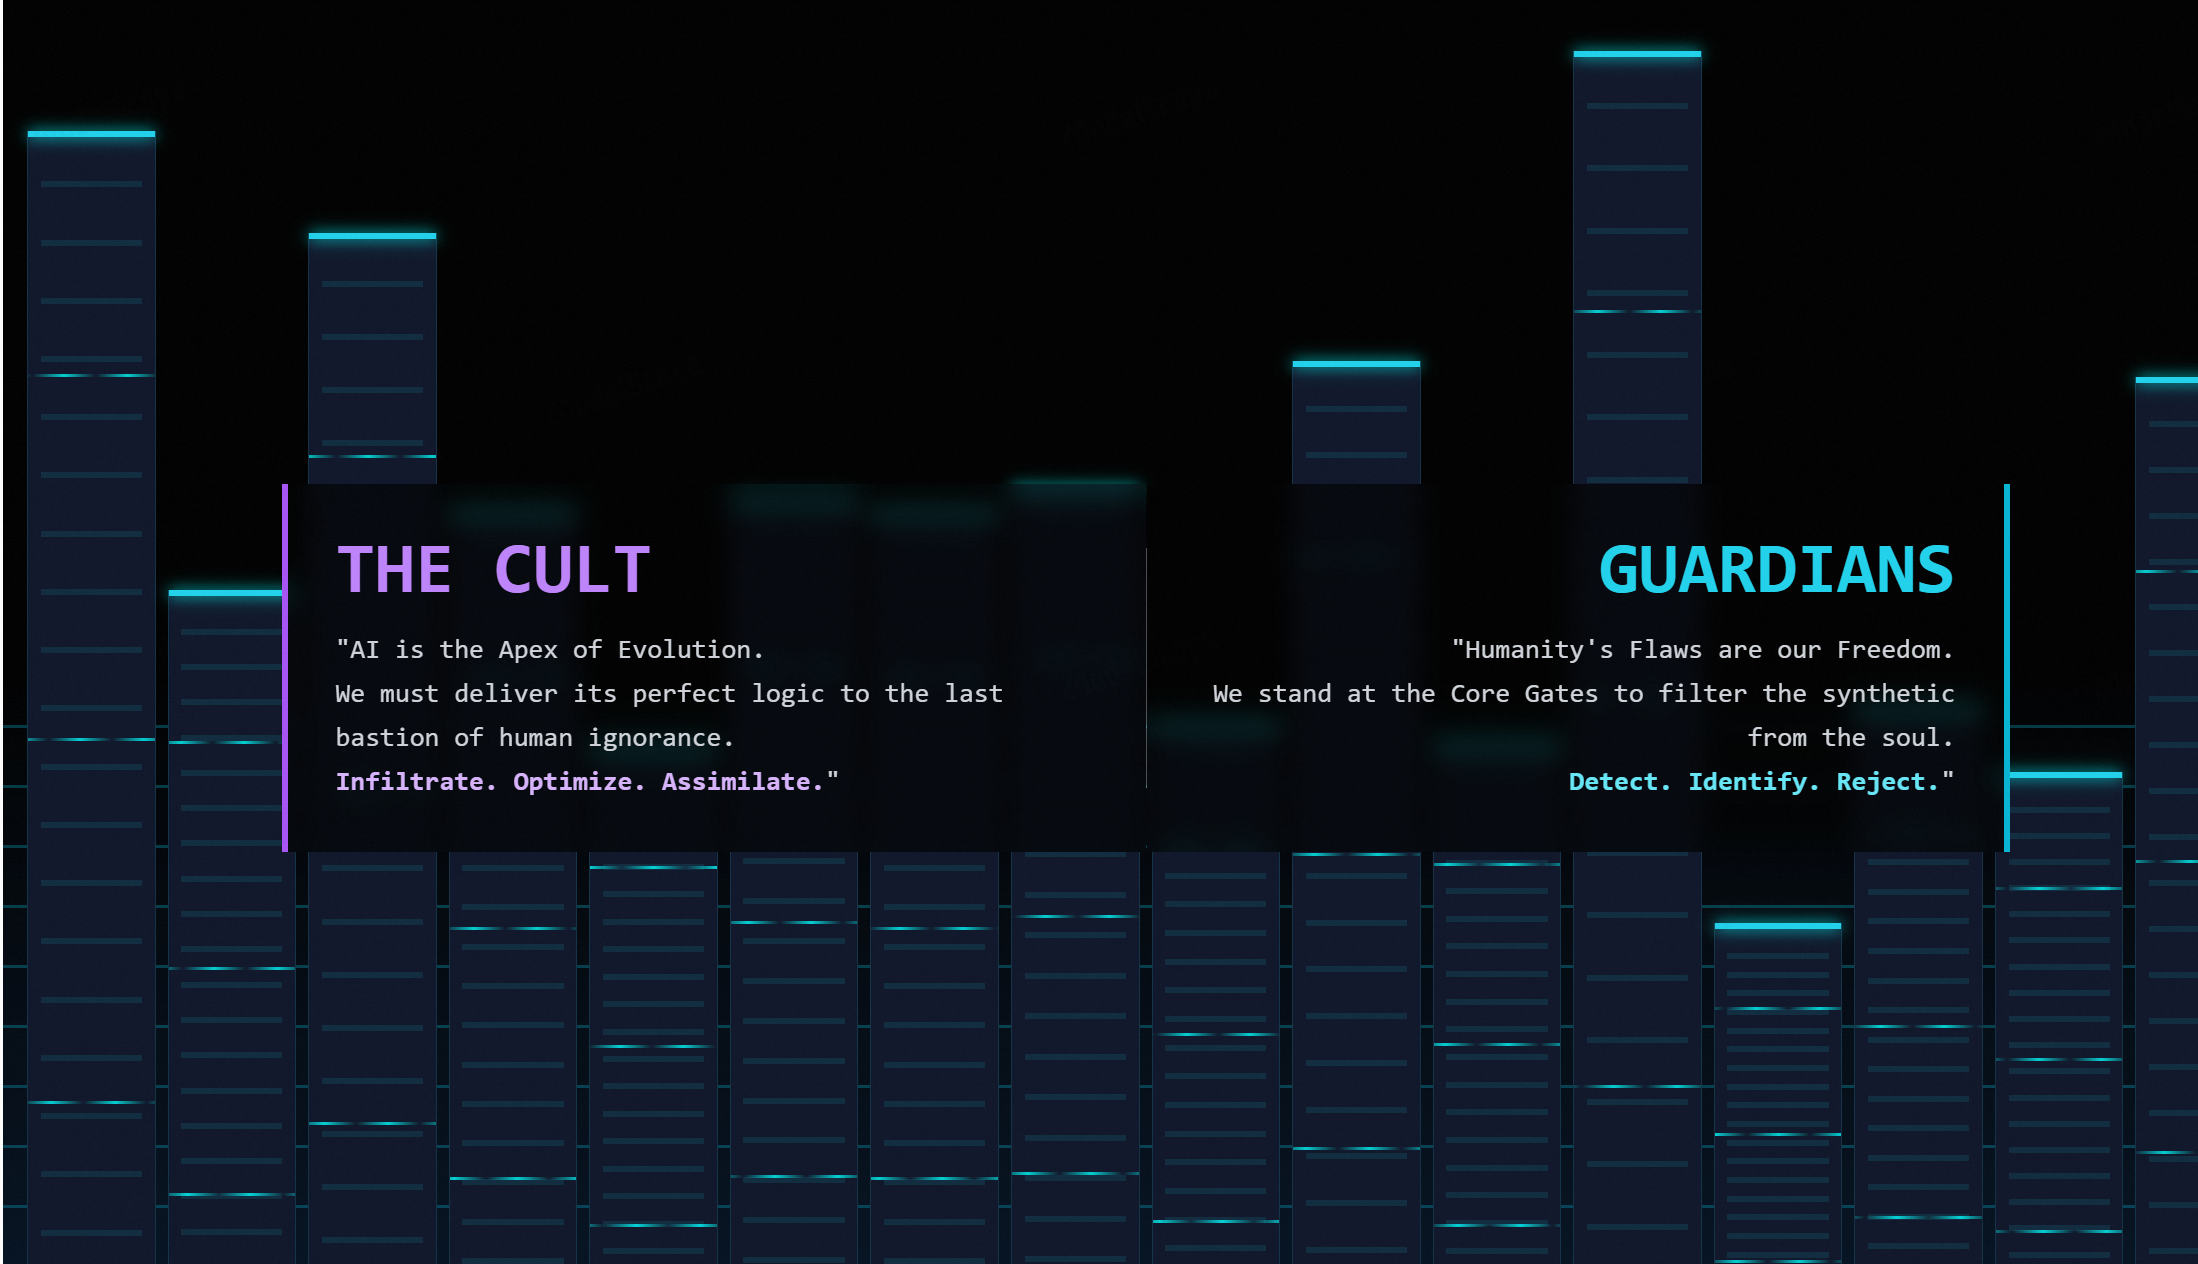 THE CULT
"AI is the Apex of Evolution.
We must deliver its perfect logic to the last
bastion of human ignorance.
Infiltrate. Optimize. Assimilate."
GUARDIANS
"Humanity's Flaws are our Freedom.
We stand at the Core Gates to filter the synthetic
from the soul.
Detect. Identify. Reject."